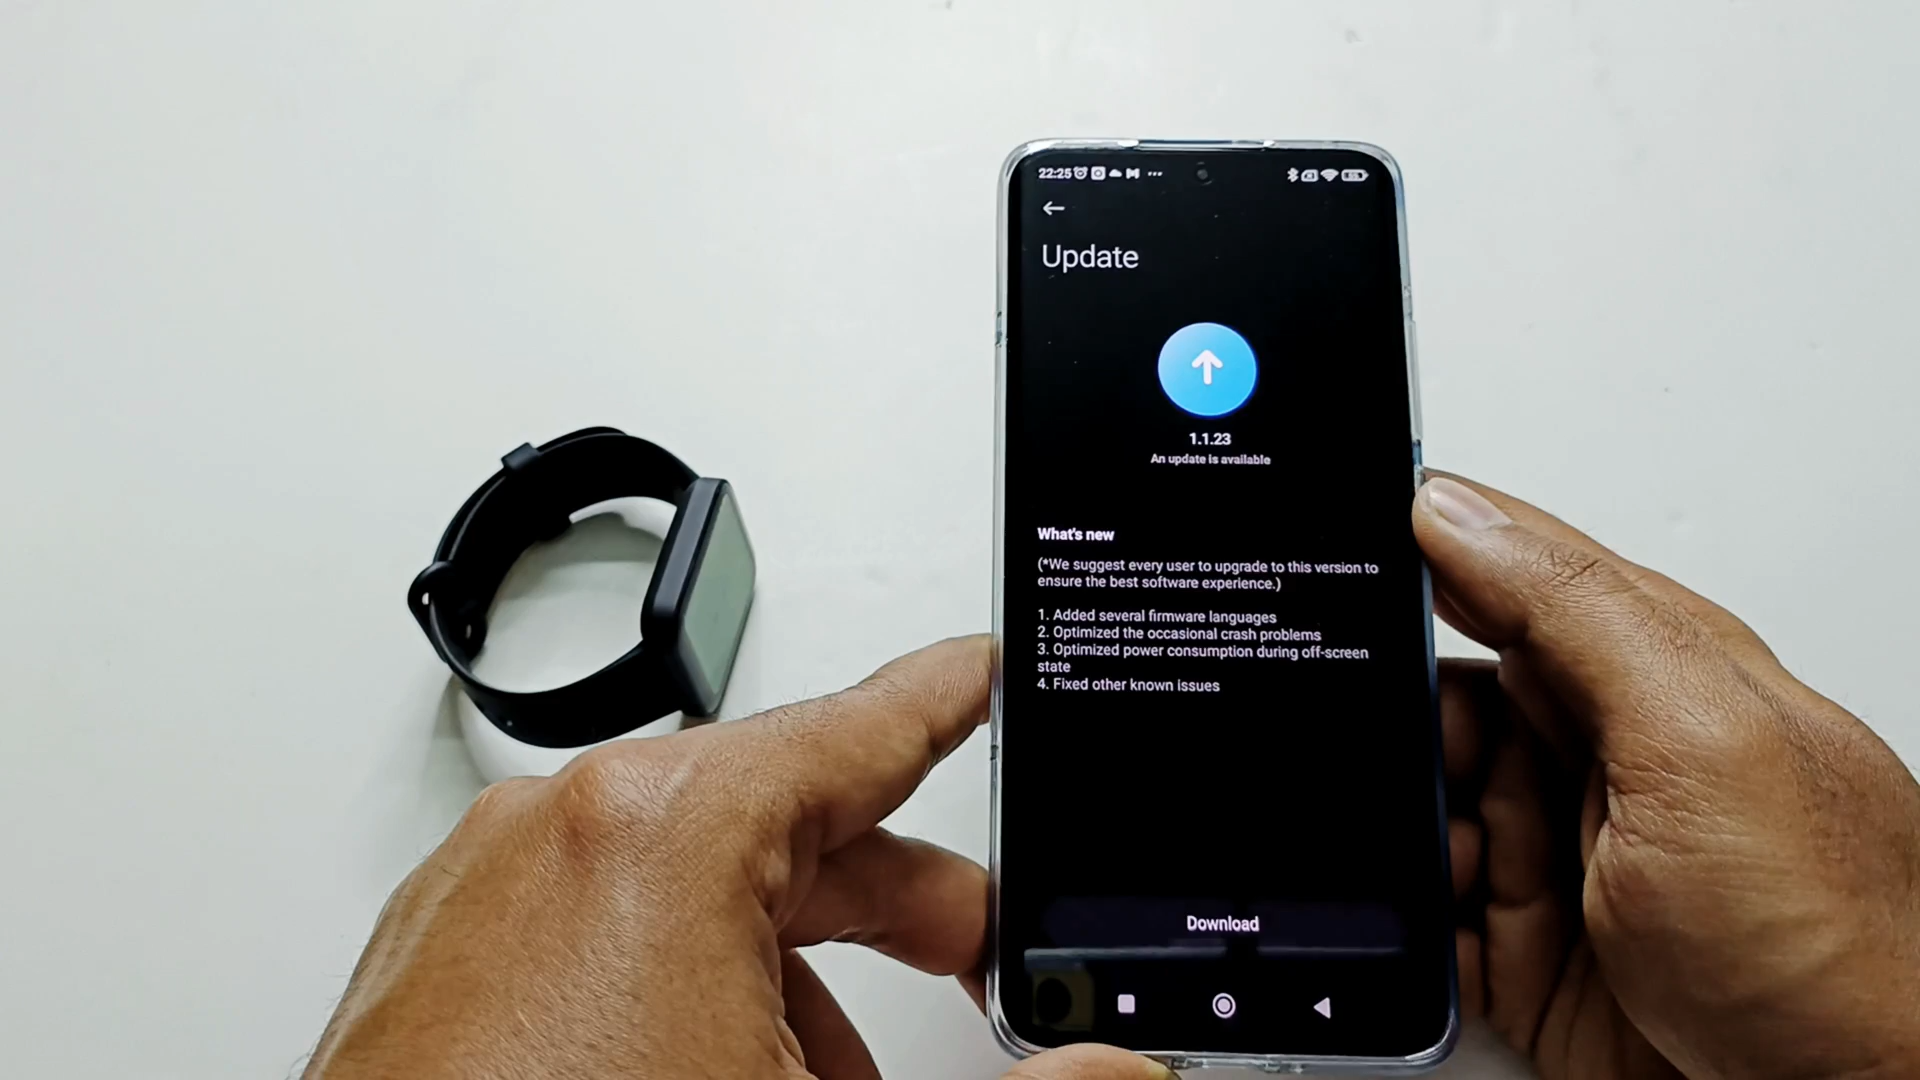 22:25
Update
1.1.23
An update is available
What's new
(*We suggest every user to upgrade to this version to
ensure the best software experience.)
1. Added several firmware languages
2. Optimized the occasional crash problems
3. Optimized power consumption during off-screen
state
4. Fixed other known issues
Download